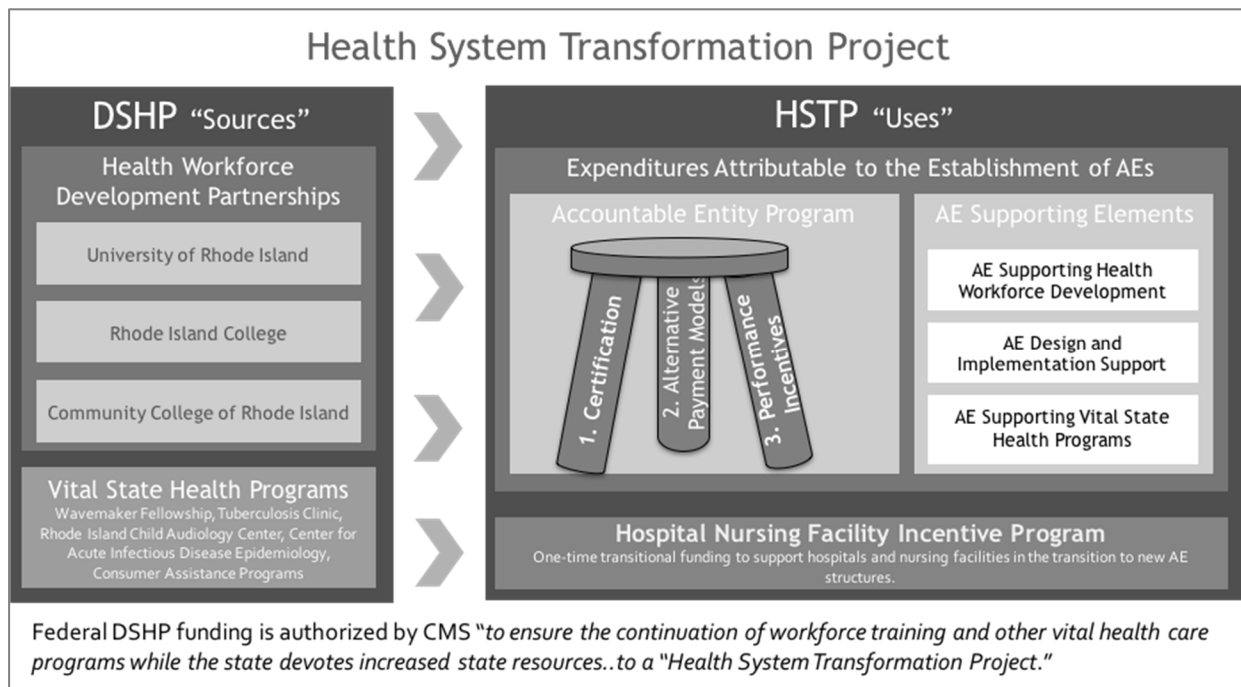 Health System Transformation Project
DSHP “Sources”
Health Workforce
Development Partnerships
University of Rhode Island
Rhode Island College
Community College of Rhode Island
Vital State Health Programs
Wavemaker Fellowship, Tuberculosis Clinic,
Rhode Island Child Audiology Center, Center for
Acute Infectious Disease Epidemiology,
Consumer Assistance Programs
HSTP “Uses”
Expenditures Attributable to the Establishment of AEs
Accountable Entity Program
1. Certification
2. Alternative
Payment Models
3. Performance
Incentives
AE Supporting Elements
AE Supporting Health
Workforce Development
AE Design and
Implementation Support
AE Supporting Vital State
Health Programs
Hospital Nursing Facility Incentive Program
One-time transitional funding to support hospitals and nursing facilities in the transition to new AE
structures.
Federal DSHP funding is authorized by CMS “to ensure the continuation of workforce training and other vital health care
programs while the state devotes increased state resources..to a “Health System Transformation Project.”